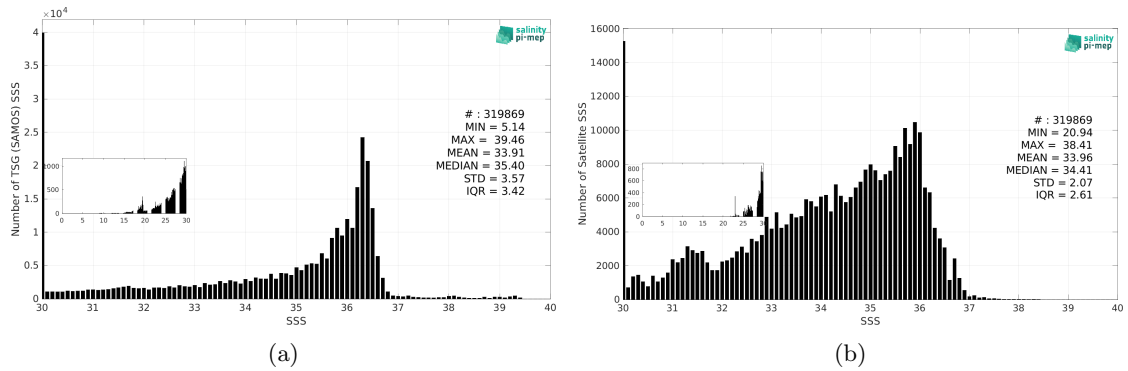 ×10⁴
4
3.5
3
2.5
2
1.5
1
0.5
0
Number of TSG (SAMOS) SSS
salinity
pi-mep
# : 319869
MIN = 5.14
MAX = 39.46
MEAN = 33.91
MEDIAN = 35.40
STD = 3.57
IQR = 3.42
1000
500
0
0 5 10 15 20 25 30
30 31 32 33 34 35 36 37 38 39 40
SSS
(a)
16000
14000
12000
10000
8000
6000
4000
2000
0
Number of Satellite SSS
salinity
pi-mep
# : 319869
MIN = 20.94
MAX = 38.41
MEAN = 33.96
MEDIAN = 34.41
STD = 2.07
IQR = 2.61
800
600
400
200
0
0 5 10 15 20 25 30
30 31 32 33 34 35 36 37 38 39 40
SSS
(b)